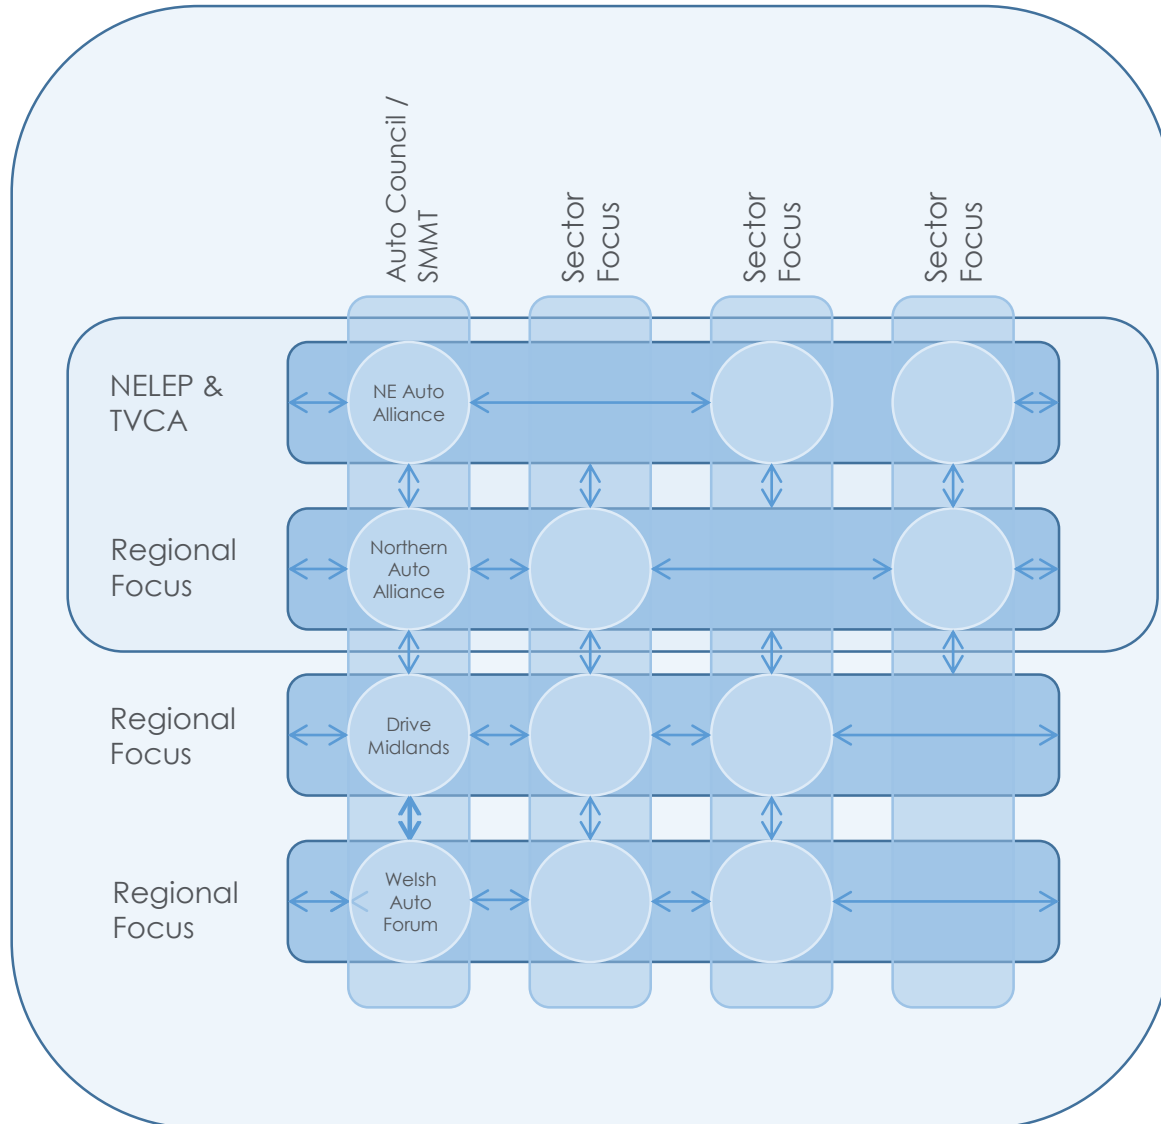 Auto Council /
SMMT
Sector
Focus
Sector
Focus
Sector
Focus
NELEP &
TVCA
NE Auto
Alliance
Regional
Focus
Northern
Auto
Alliance
Regional
Focus
Drive
Midlands
Regional
Focus
Welsh
Auto
Forum